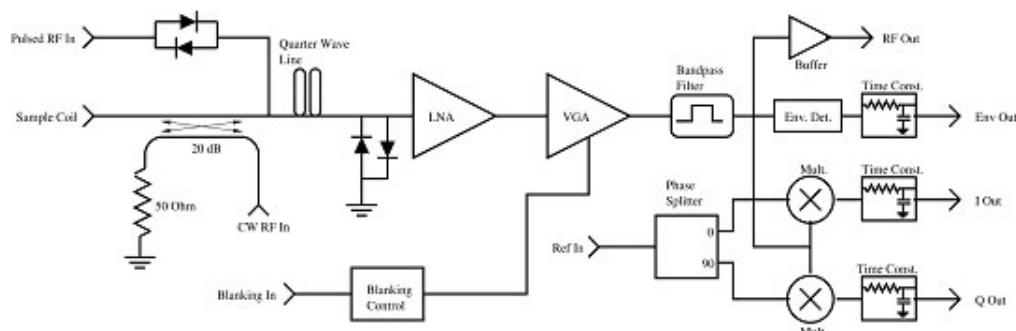 Pulsed RF In
Quarter Wave
Line
Sample Coil
20 dB
50 Ohm
CW RF In
Blanking In
Blanking
Control
LNA
VGA
Bandpass
Filter
Buffer
RF Out
Env. Det.
Time Const.
Env Out
Phase
Splitter
0
90
Ref In
Mult.
Time Const.
I Out
Mult.
Time Const.
Q Out